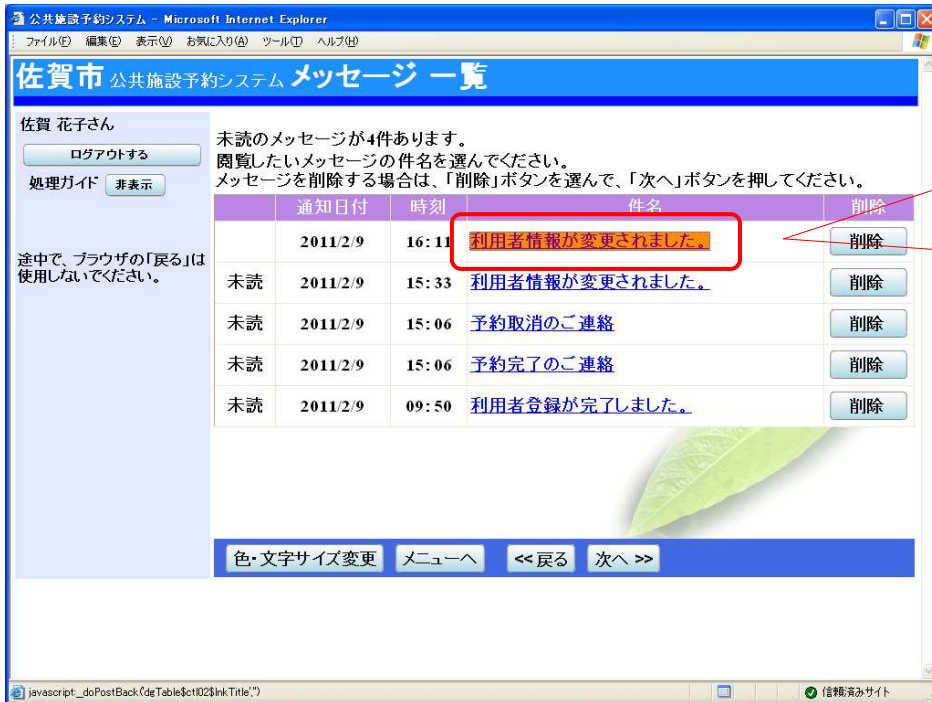 公共施設予約システム - Microsoft Internet Explorer
ファイル(F) 編集(E) 表示(V) お気に入り(A) ツール(T) ヘルプ(H)
佐賀市 公共施設予約システム メッセージ 一覧
佐賀 花子さん
ログアウトする
処理ガイド 非表示
途中で、ブラウザの「戻る」は
使用しないでください。
未読のメッセージが4件あります。
閲覧したいメッセージの件名を選んでください。
メッセージを削除する場合は、「削除」ボタンを選んで、「次へ」ボタンを押してください。
通知日付 時刻 件名 削除
2011/2/9 16:11 利用者情報が変更されました。 削除
未読 2011/2/9 15:33 利用者情報が変更されました。 削除
未読 2011/2/9 15:06 予約取消のご連絡 削除
未読 2011/2/9 15:06 予約完了のご連絡 削除
未読 2011/2/9 09:50 利用者登録が完了しました。 削除
色・文字サイズ変更 メニューへ <<戻る 次へ >>
javascript:__doPostBack('dgTable$ctl02$lnkTitle','') 信頼済みサイト